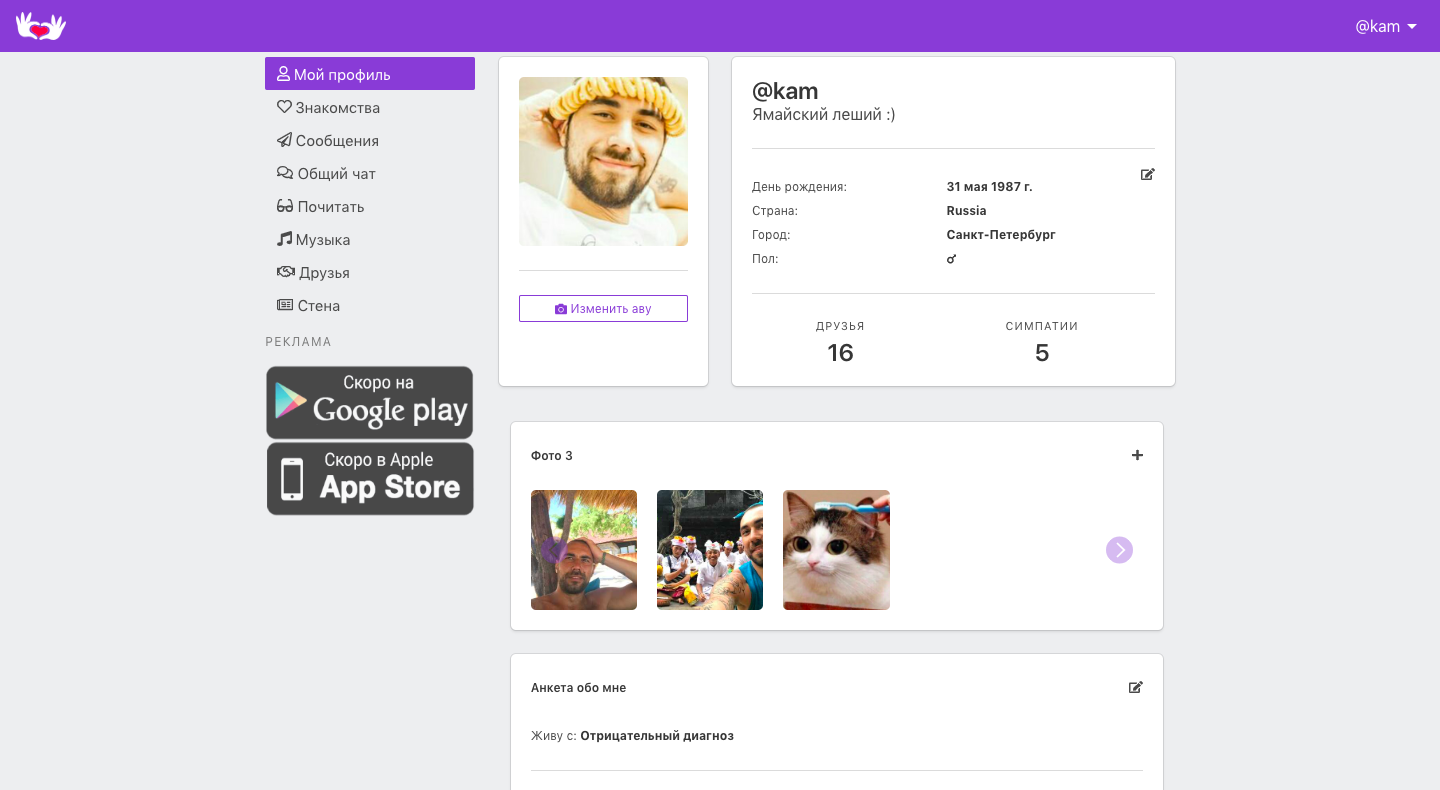 @kam
Мой профиль
Знакомства
Сообщения
Общий чат
Почитать
Музыка
Друзья
Стена
РЕКЛАМА
Скоро на
Google play
Скоро в Apple
App Store
Изменить аву
@kam
Ямайский леший :)
День рождения: 31 мая 1987 г.
Страна: Russia
Город: Санкт-Петербург
Пол: ♂
ДРУЗЬЯ СИМПАТИИ
16 5
Фото 3
Анкета обо мне
Живу с: Отрицательный диагноз